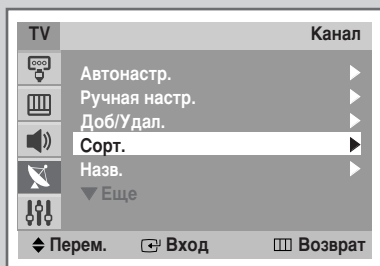 TV Канал
Автонастр.
Ручная настр.
Доб/Удал.
Сорт.
Назв.
▼ Еще
Перем. Вход Возврат